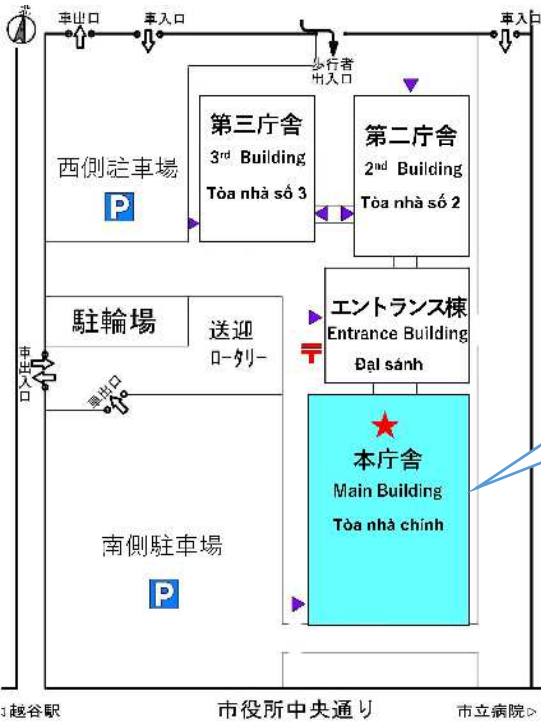 北
車出口
車入口
車入口
歩行者
出入口
第三庁舎
3rd Building
Tòa nhà số 3
第二庁舎
2nd Building
Tòa nhà số 2
西側駐車場
P
エントランス棟
Entrance Building
Đại sánh
〒
駐輪場
送迎
ロータリー
車出入口
車出口
本庁舎
Main Building
Tòa nhà chính
南側駐車場
P
越谷駅
市役所中央通り
市立病院▷